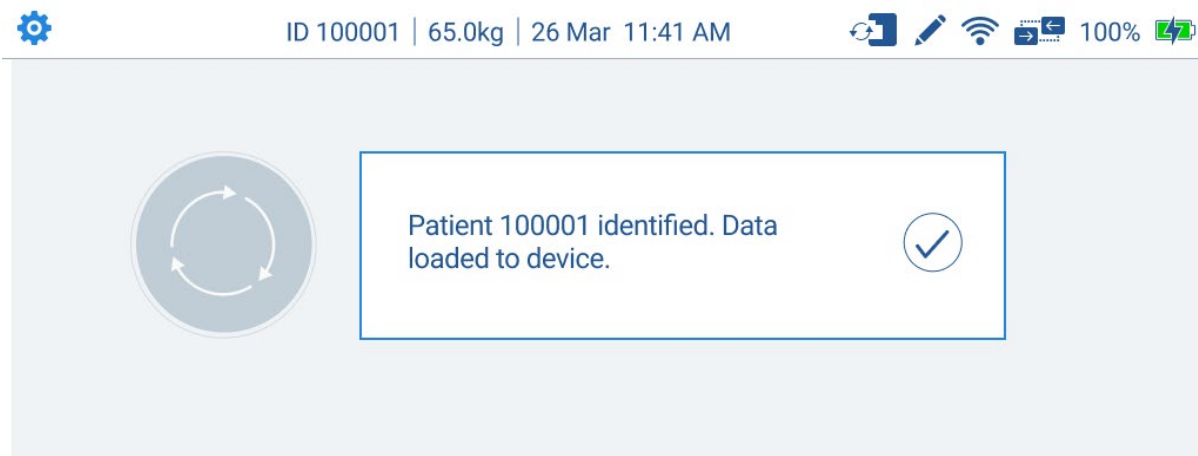 ID 100001 | 65.0kg | 26 Mar 11:41 AM 100%
Patient 100001 identified. Data
loaded to device.